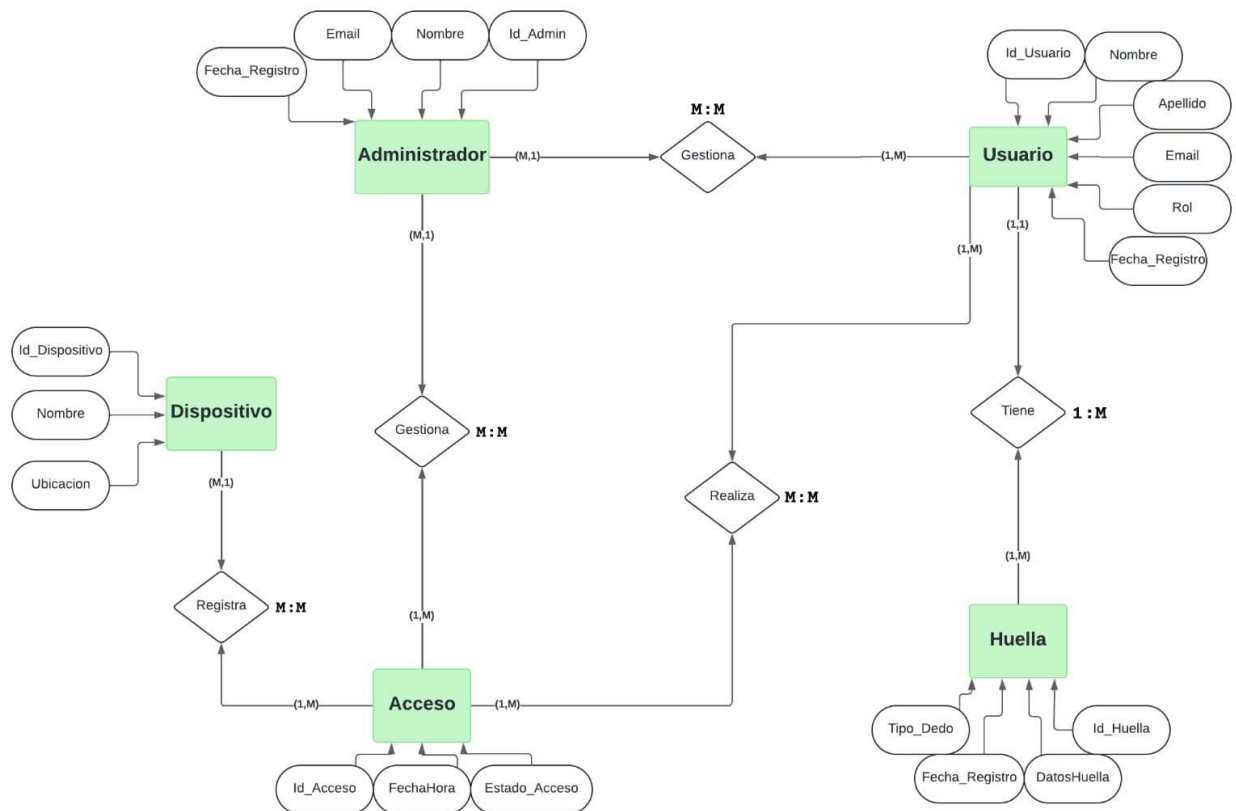 Email
Nombre
Id_Admin
Fecha_Registro
Administrador
(M,1)
M:M
Gestiona
(1,M)
Id_Usuario
Nombre
Apellido
Usuario
Email
Rol
Fecha_Registro
(M,1)
(1,M)
(1,1)
Id_Dispositivo
Nombre
Dispositivo
Ubicacion
(M,1)
Gestiona
M:M
Tiene
1:M
Realiza
M:M
(1,M)
Registra
M:M
(1,M)
Huella
(1,M)
Acceso
(1,M)
Tipo_Dedo
Id_Huella
Fecha_Registro
DatosHuella
Id_Acceso
FechaHora
Estado_Acceso